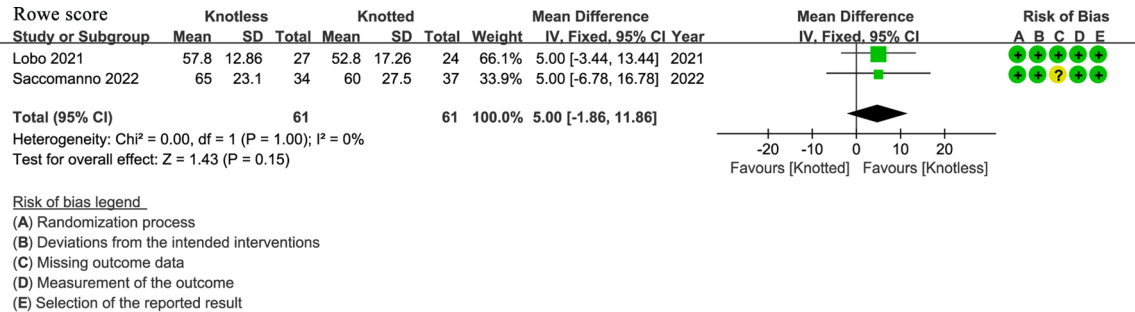 Rowe score Knotless Knotted Mean Difference Mean Difference Risk of Bias
Study or Subgroup Mean SD Total Mean SD Total Weight IV, Fixed, 95% CI Year IV, Fixed, 95% CI A B C D E
Lobo 2021 57.8 12.86 27 52.8 17.26 24 66.1% 5.00 [-3.44, 13.44] 2021 + + + + +
Saccomanno 2022 65 23.1 34 60 27.5 37 33.9% 5.00 [-6.78, 16.78] 2022 + + ? + +
Total (95% CI) 61 61 100.0% 5.00 [-1.86, 11.86]
Heterogeneity: Chi² = 0.00, df = 1 (P = 1.00); I² = 0%
Test for overall effect: Z = 1.43 (P = 0.15)
-20 -10 0 10 20
Favours [Knotted] Favours [Knotless]
Risk of bias legend
(A) Randomization process
(B) Deviations from the intended interventions
(C) Missing outcome data
(D) Measurement of the outcome
(E) Selection of the reported result